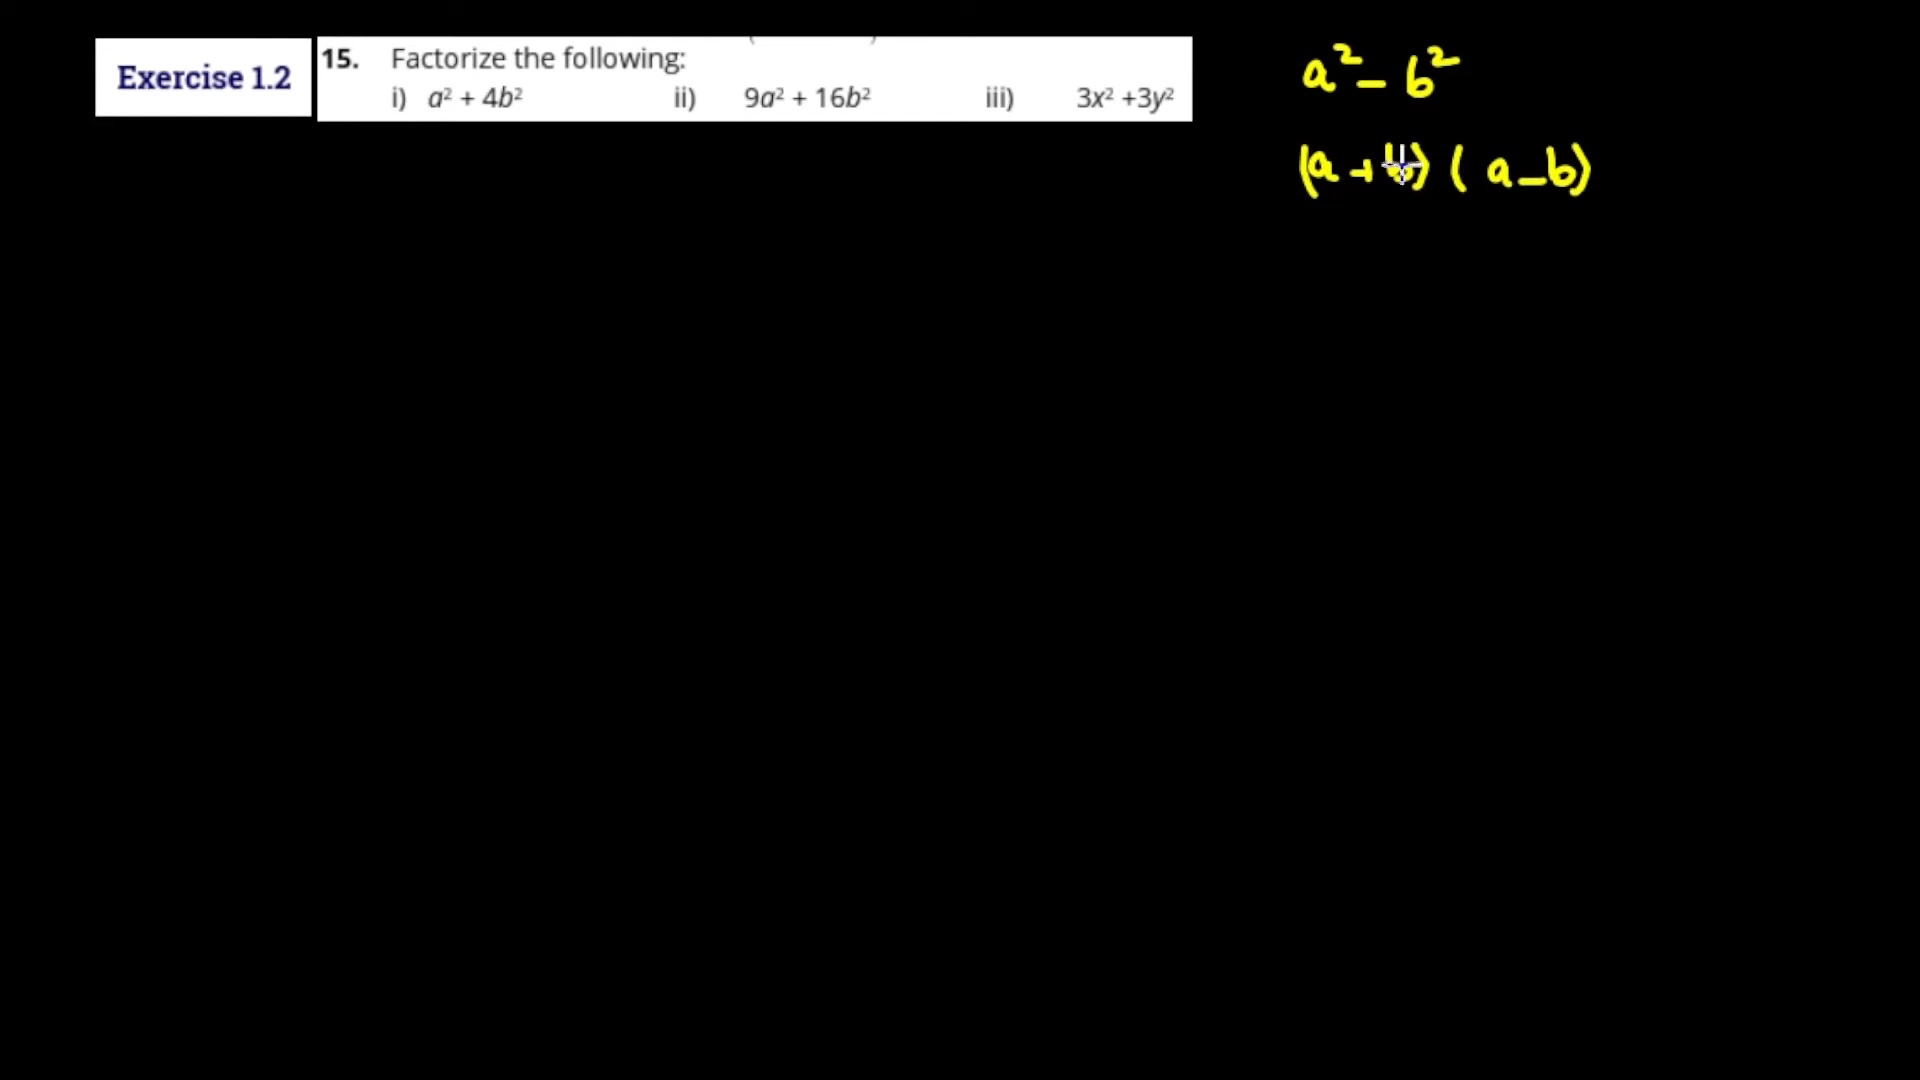 Exercise 1.2
15. Factorize the following:
i) a² + 4b² ii) 9a² + 16b² iii) 3x² +3y²
a² - b²
(a + b) ( a - b)